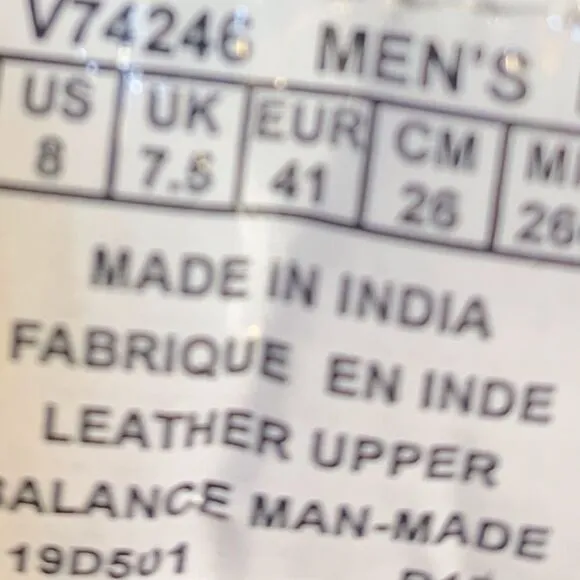 V74246 MEN'S
US UK EUR CM
8 7.5 41 26
MADE IN INDIA
FABRIQUE EN INDE
LEATHER UPPER
BALANCE MAN-MADE
19D501